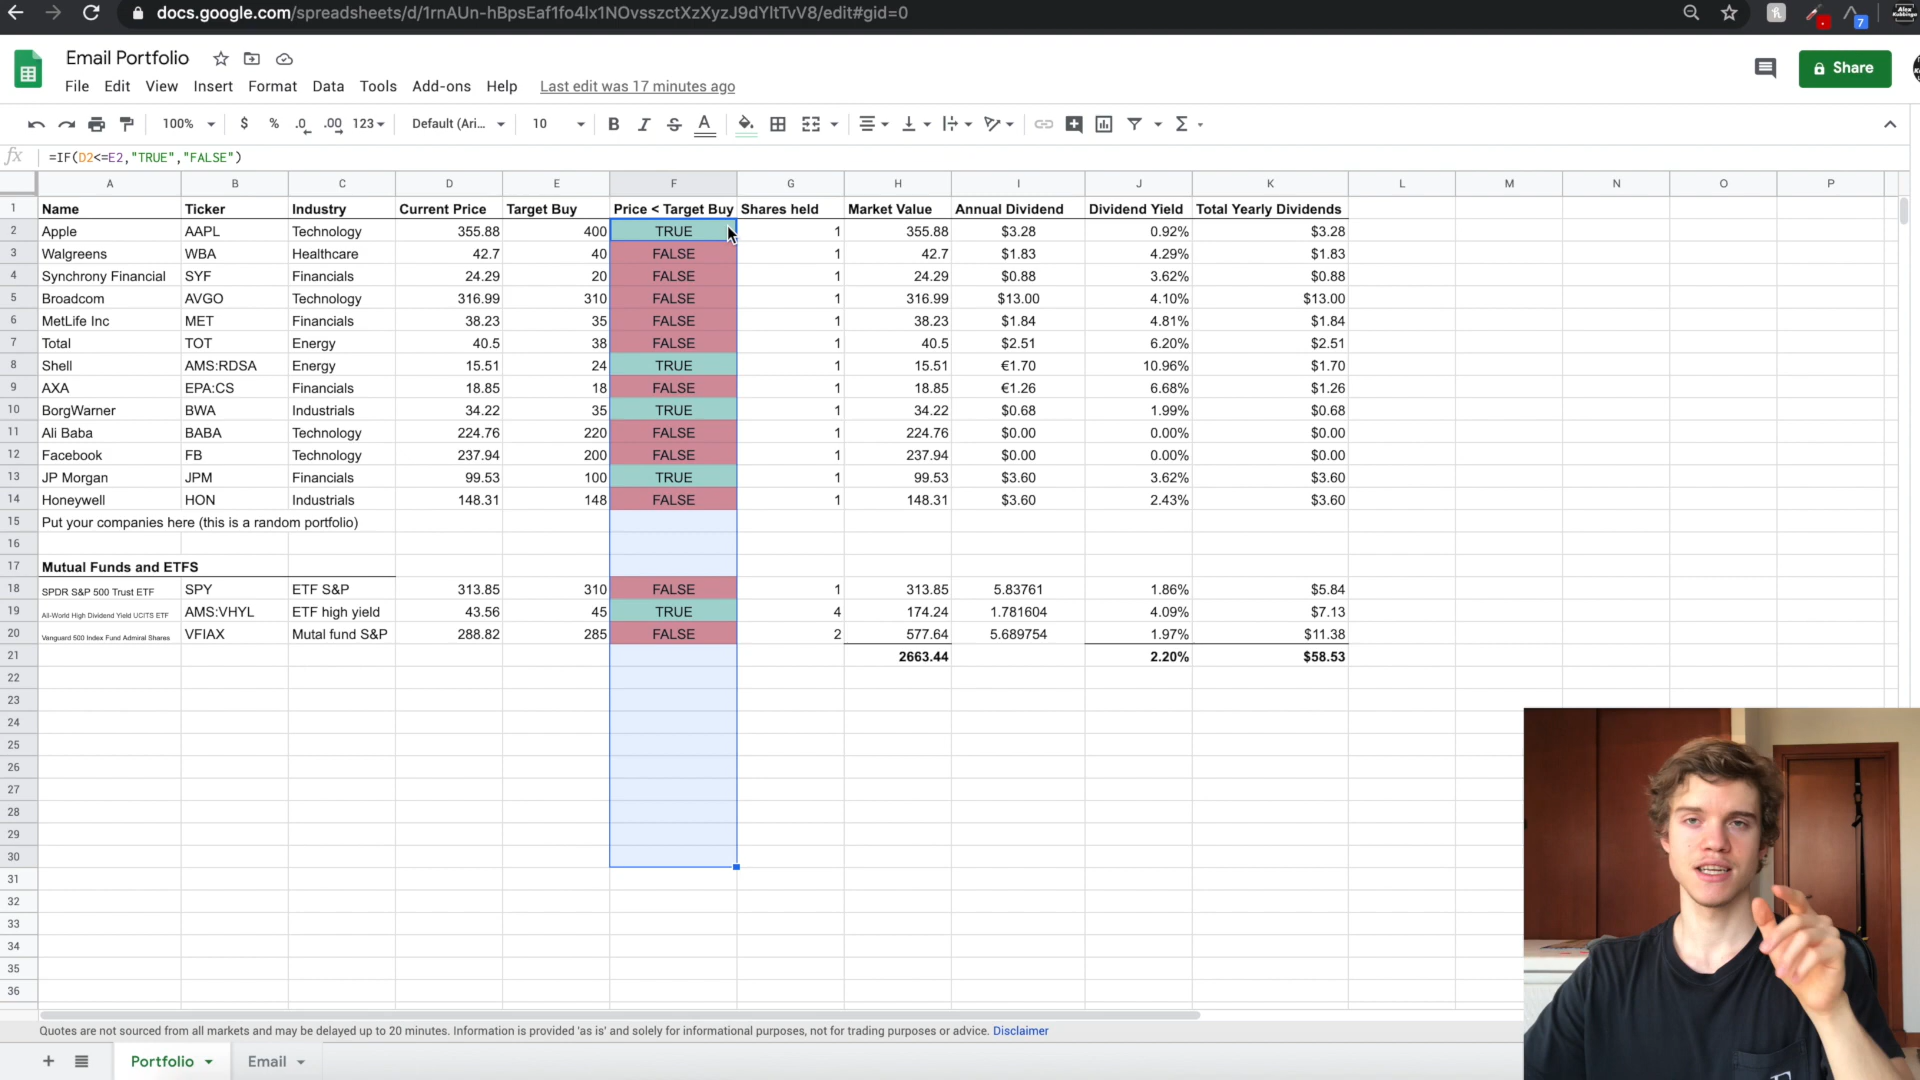 docs.google.com/spreadsheets/d/1rnAUn-hBpsEaf1fo4lx1NOvsszctXzXyzJ9dYltTvV8/edit#gid=0
7
Email Portfolio
File Edit View Insert Format Data Tools Add-ons Help Last edit was 17 minutes ago
Share
100% $ % .0 .00 123 Default (Ari... 10 B I S A Σ
fx =IF(D2<=E2,"TRUE","FALSE")
A B C D E F G H I J K L M N O P
1 Name Ticker Industry Current Price Target Buy Price < Target Buy Shares held Market Value Annual Dividend Dividend Yield Total Yearly Dividends
2 Apple AAPL Technology 355.88 400 TRUE 1 355.88 $3.28 0.92% $3.28
3 Walgreens WBA Healthcare 42.7 40 FALSE 1 42.7 $1.83 4.29% $1.83
4 Synchrony Financial SYF Financials 24.29 20 FALSE 1 24.29 $0.88 3.62% $0.88
5 Broadcom AVGO Technology 316.99 310 FALSE 1 316.99 $13.00 4.10% $13.00
6 MetLife Inc MET Financials 38.23 35 FALSE 1 38.23 $1.84 4.81% $1.84
7 Total TOT Energy 40.5 38 FALSE 1 40.5 $2.51 6.20% $2.51
8 Shell AMS:RDSA Energy 15.51 24 TRUE 1 15.51 €1.70 10.96% $1.70
9 AXA EPA:CS Financials 18.85 18 FALSE 1 18.85 €1.26 6.68% $1.26
10 BorgWarner BWA Industrials 34.22 35 TRUE 1 34.22 $0.68 1.99% $0.68
11 Ali Baba BABA Technology 224.76 220 FALSE 1 224.76 $0.00 0.00% $0.00
12 Facebook FB Technology 237.94 200 FALSE 1 237.94 $0.00 0.00% $0.00
13 JP Morgan JPM Financials 99.53 100 TRUE 1 99.53 $3.60 3.62% $3.60
14 Honeywell HON Industrials 148.31 148 FALSE 1 148.31 $3.60 2.43% $3.60
15 Put your companies here (this is a random portfolio)
16
17 Mutual Funds and ETFS
18 SPDR S&P 500 Trust ETF SPY ETF S&P 313.85 310 FALSE 1 313.85 5.83761 1.86% $5.84
19 All-World High Dividend Yield UCITS ETF AMS:VHYL ETF high yield 43.56 45 TRUE 4 174.24 1.781604 4.09% $7.13
20 Vanguard 500 Index Fund Admiral Shares VFIAX Mutal fund S&P 288.82 285 FALSE 2 577.64 5.689754 1.97% $11.38
21 2663.44 2.20% $58.53
22
23
24
25
26
27
28
29
30
31
32
33
34
35
36
Quotes are not sourced from all markets and may be delayed up to 20 minutes. Information is provided 'as is' and solely for informational purposes, not for trading purposes or advice. Disclaimer
Portfolio Email